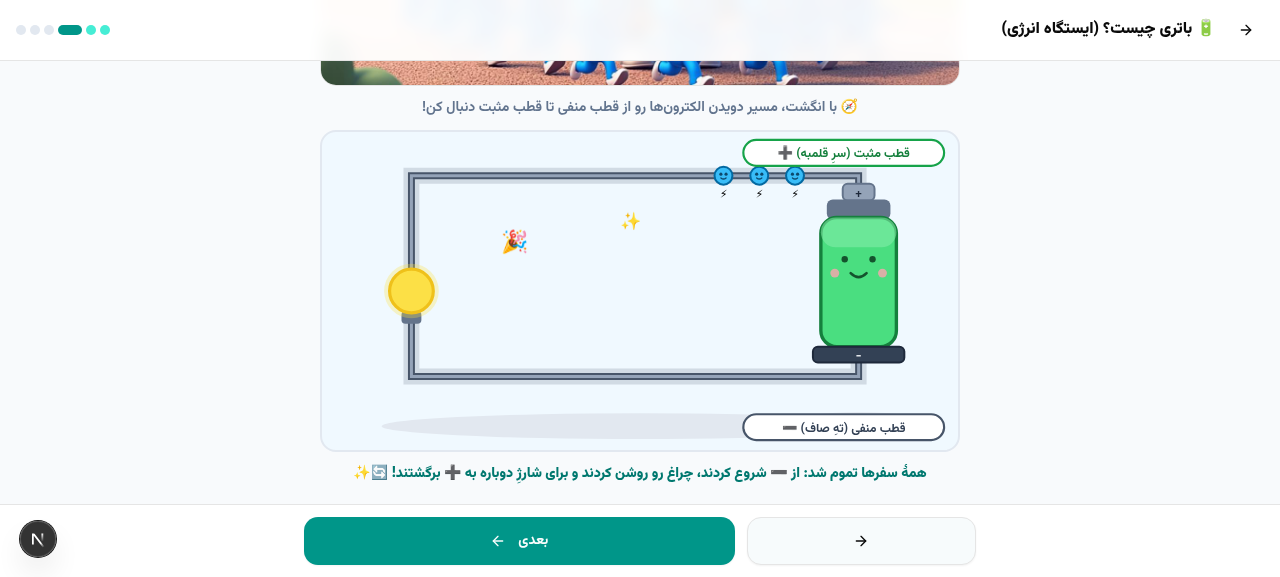 🔋 باتری چیست؟ (ایستگاه انرژی)
🧭 با انگشت، مسیر دویدن الکترون‌ها رو از قطب منفی تا قطب مثبت دنبال کن!
قطب مثبت (سرِ قلمبه) ➕
+
–
قطب منفی (تهِ صاف) ➖
همهٔ سفرها تموم شد: از ➖ شروع کردند، چراغ رو روشن کردند و برای شارژِ دوباره به ➕ برگشتند! 🔄✨
بعدی
N